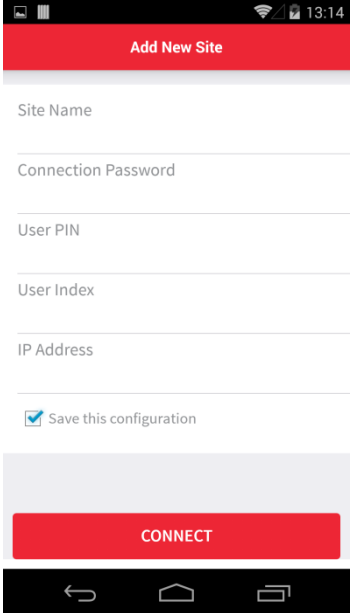 13:14
Add New Site
Site Name
Connection Password
User PIN
User Index
IP Address
Save this configuration
CONNECT